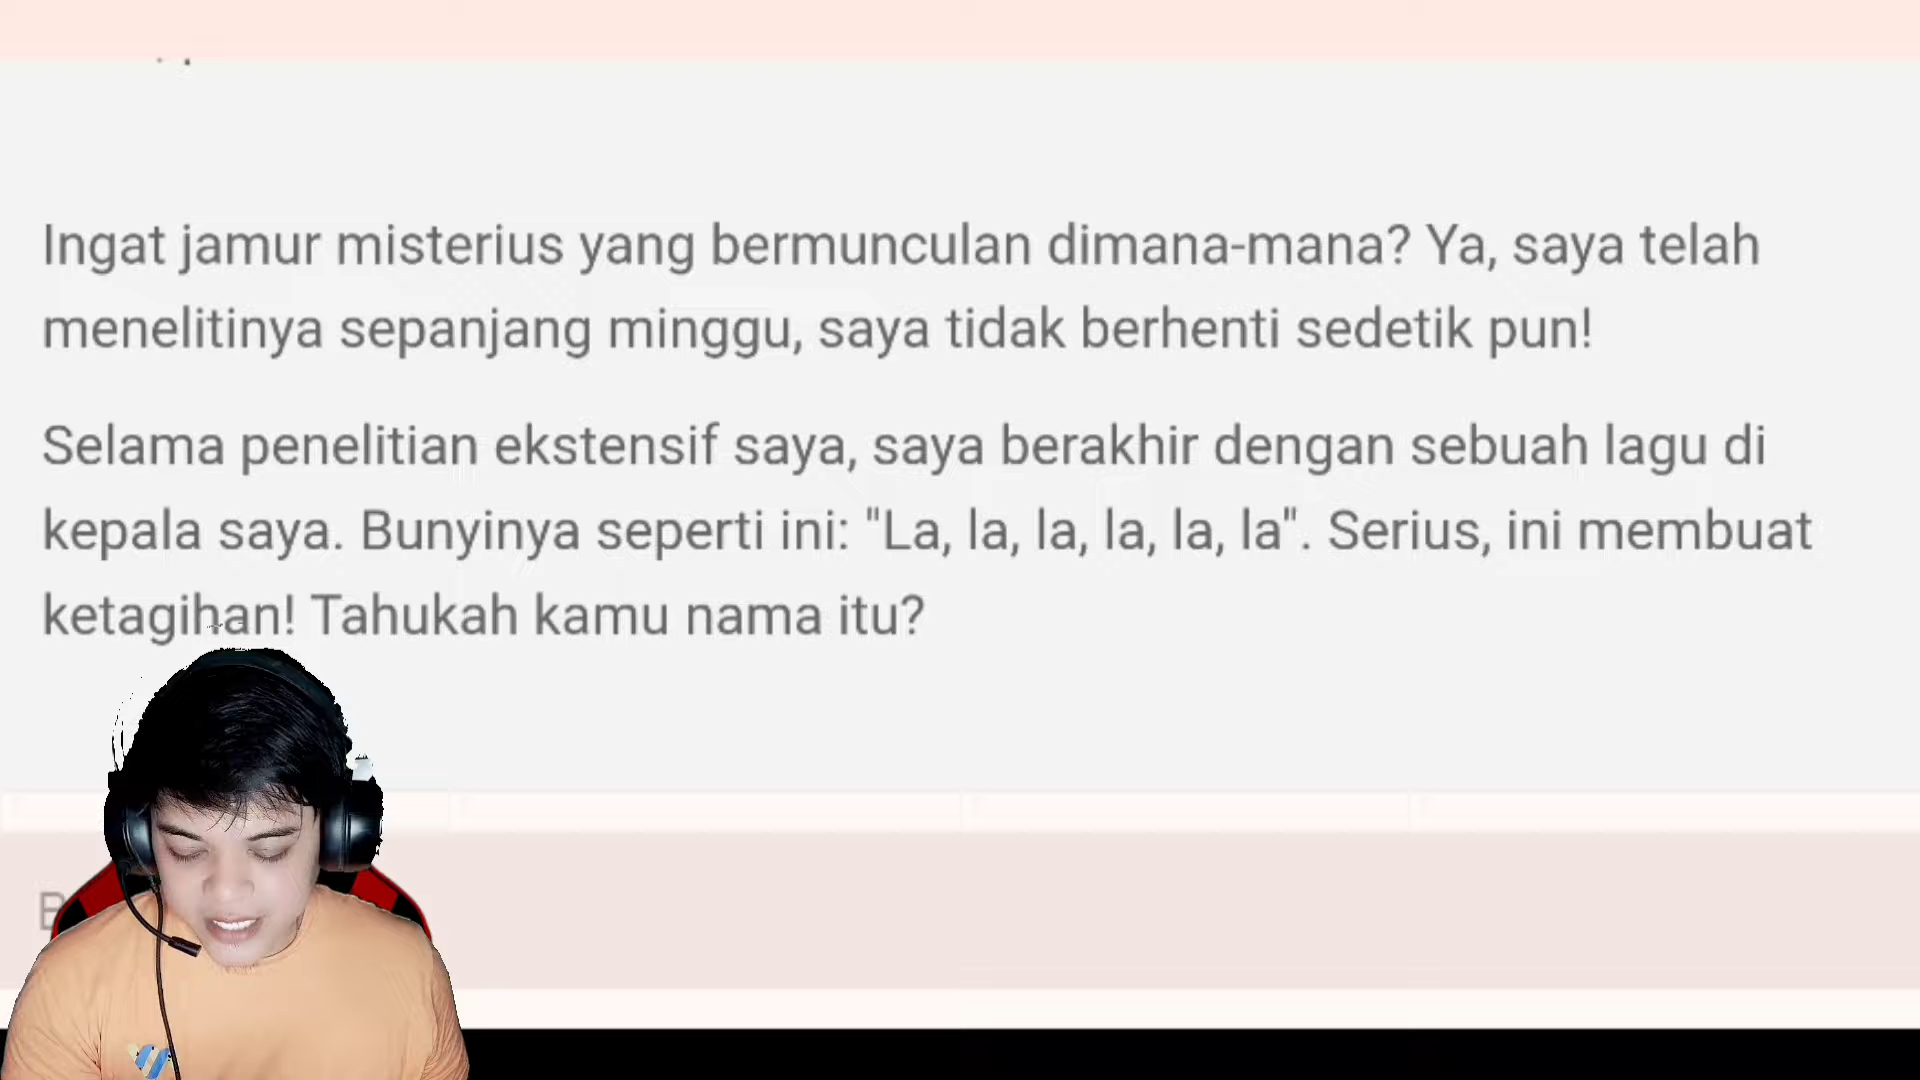 Ingat jamur misterius yang bermunculan dimana-mana? Ya, saya telah
menelitinya sepanjang minggu, saya tidak berhenti sedetik pun!
Selama penelitian ekstensif saya, saya berakhir dengan sebuah lagu di
kepala saya. Bunyinya seperti ini: "La, la, la, la, la, la". Serius, ini membuat
ketagihan! Tahukah kamu nama itu?